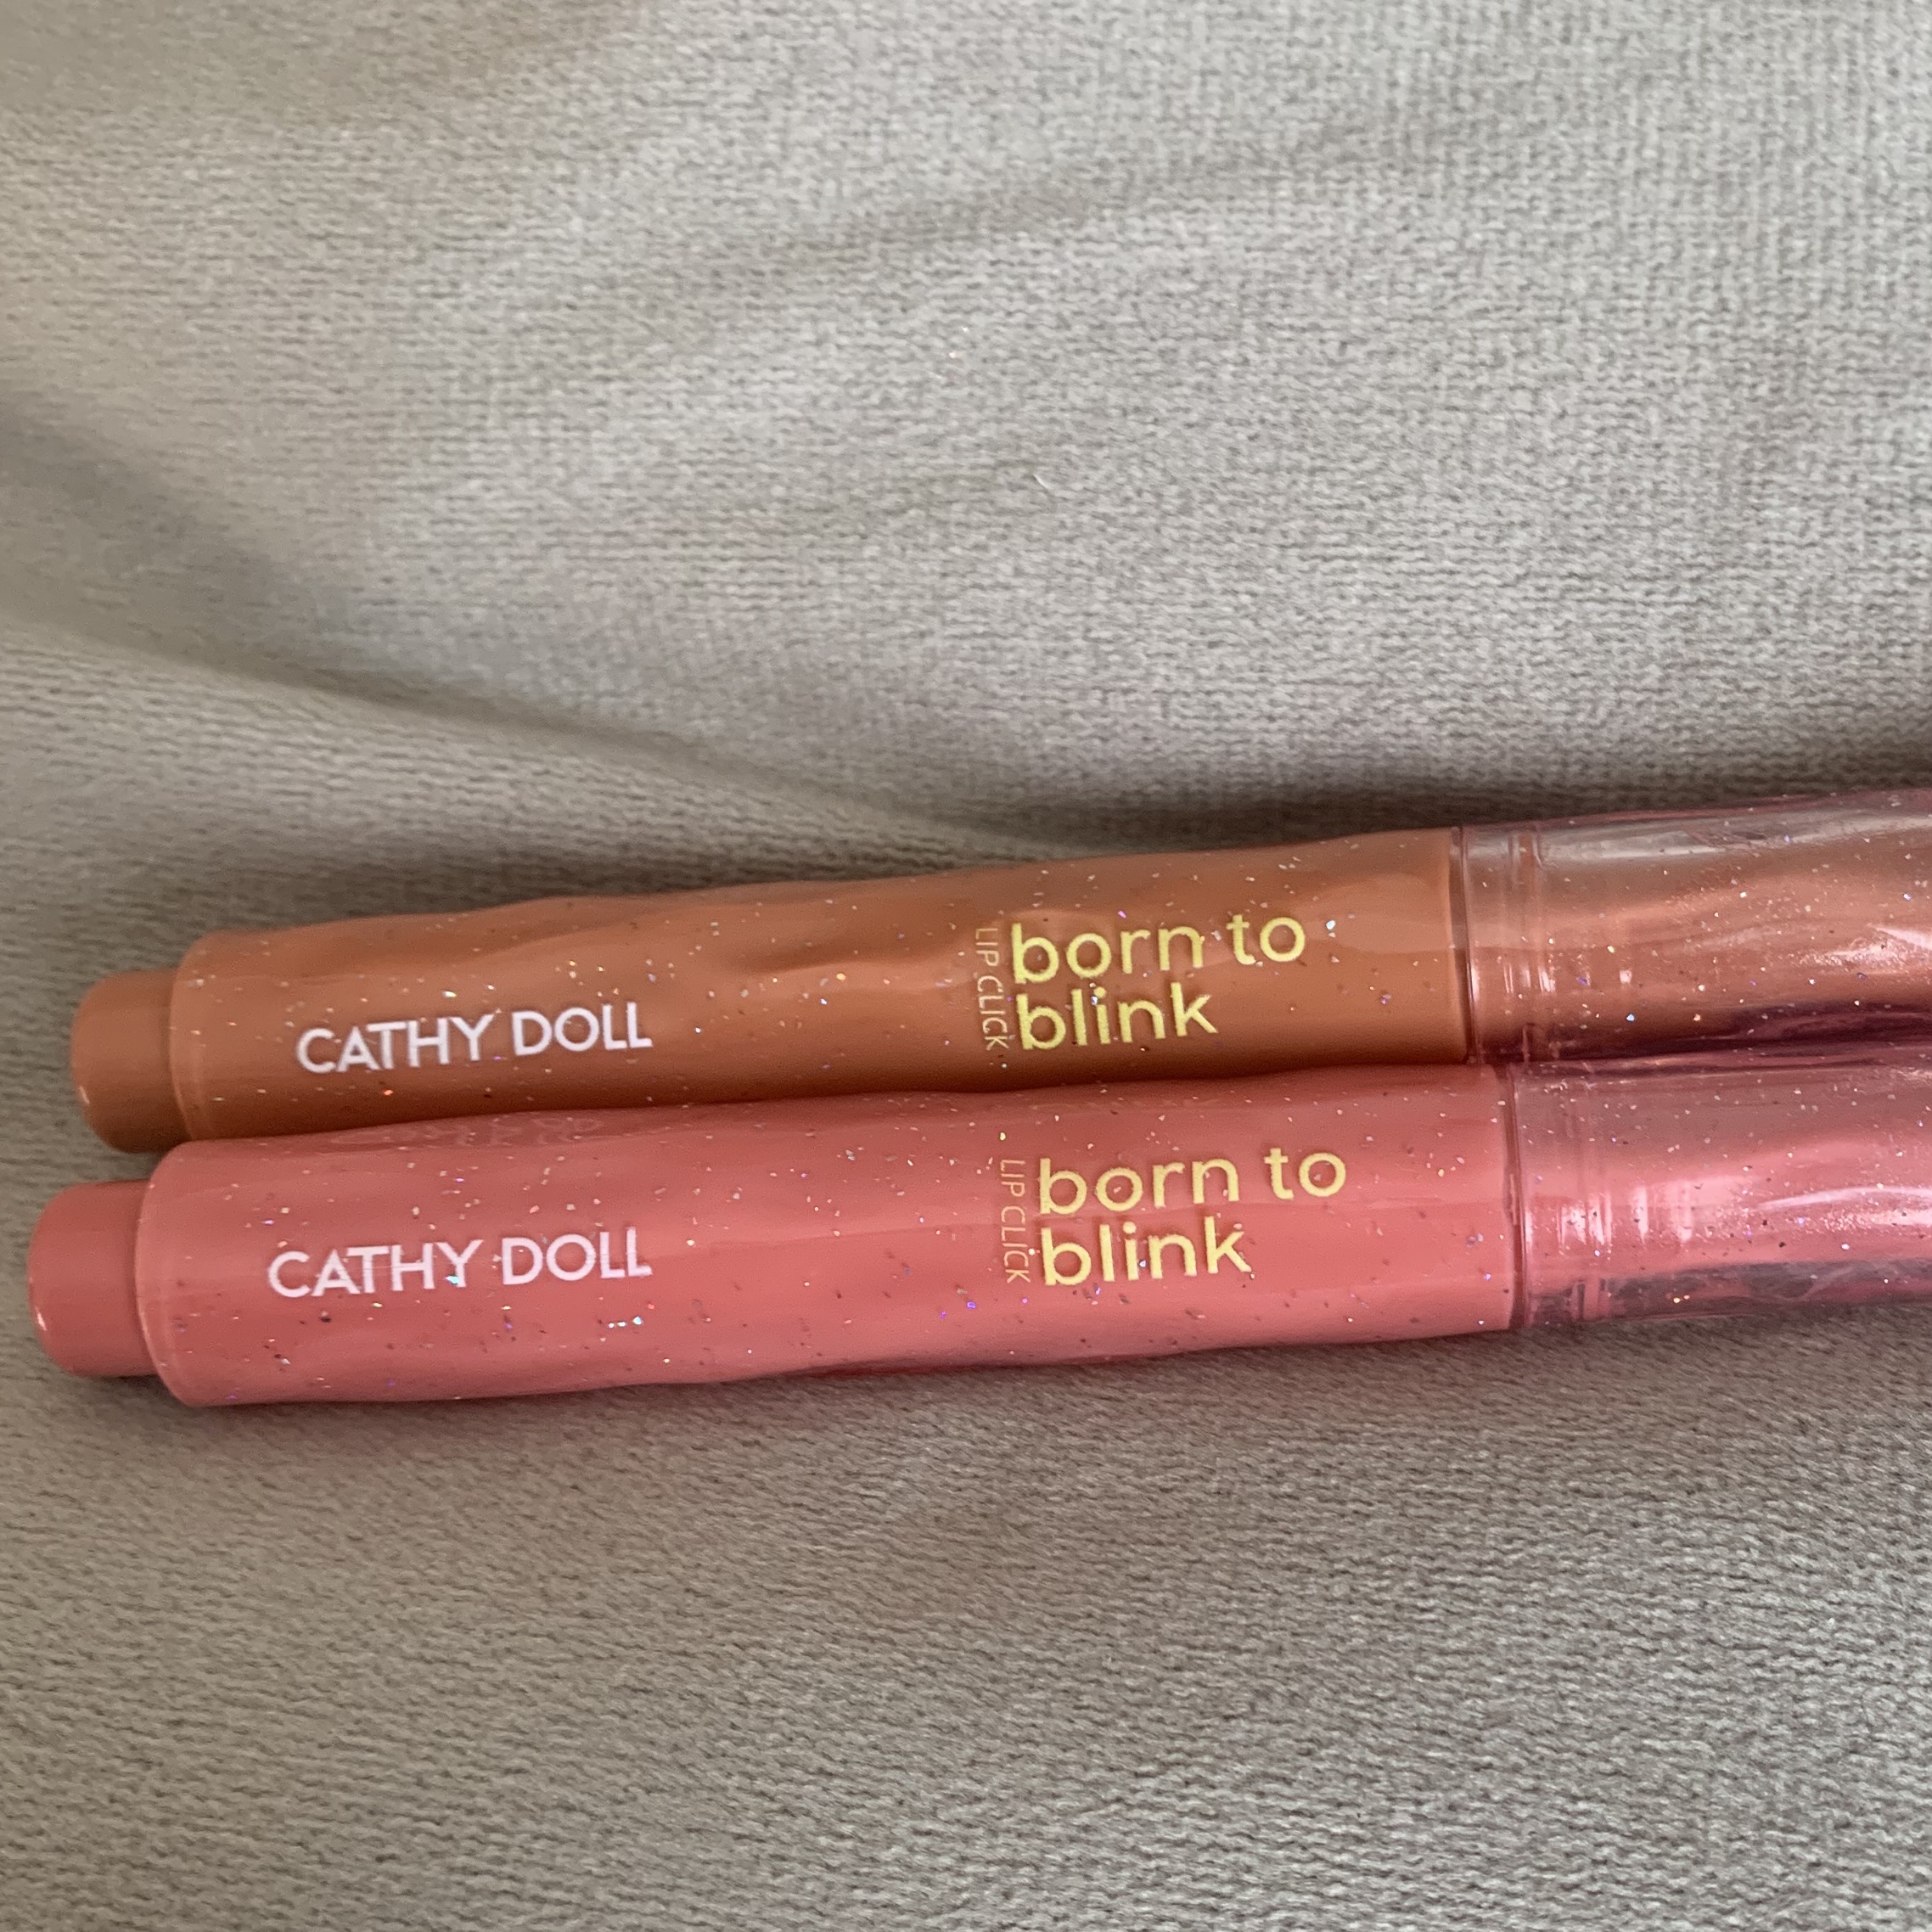 CATHY DOLL
LIP CLICK
born to
blink
CATHY DOLL
LIP CLICK
born to
blink